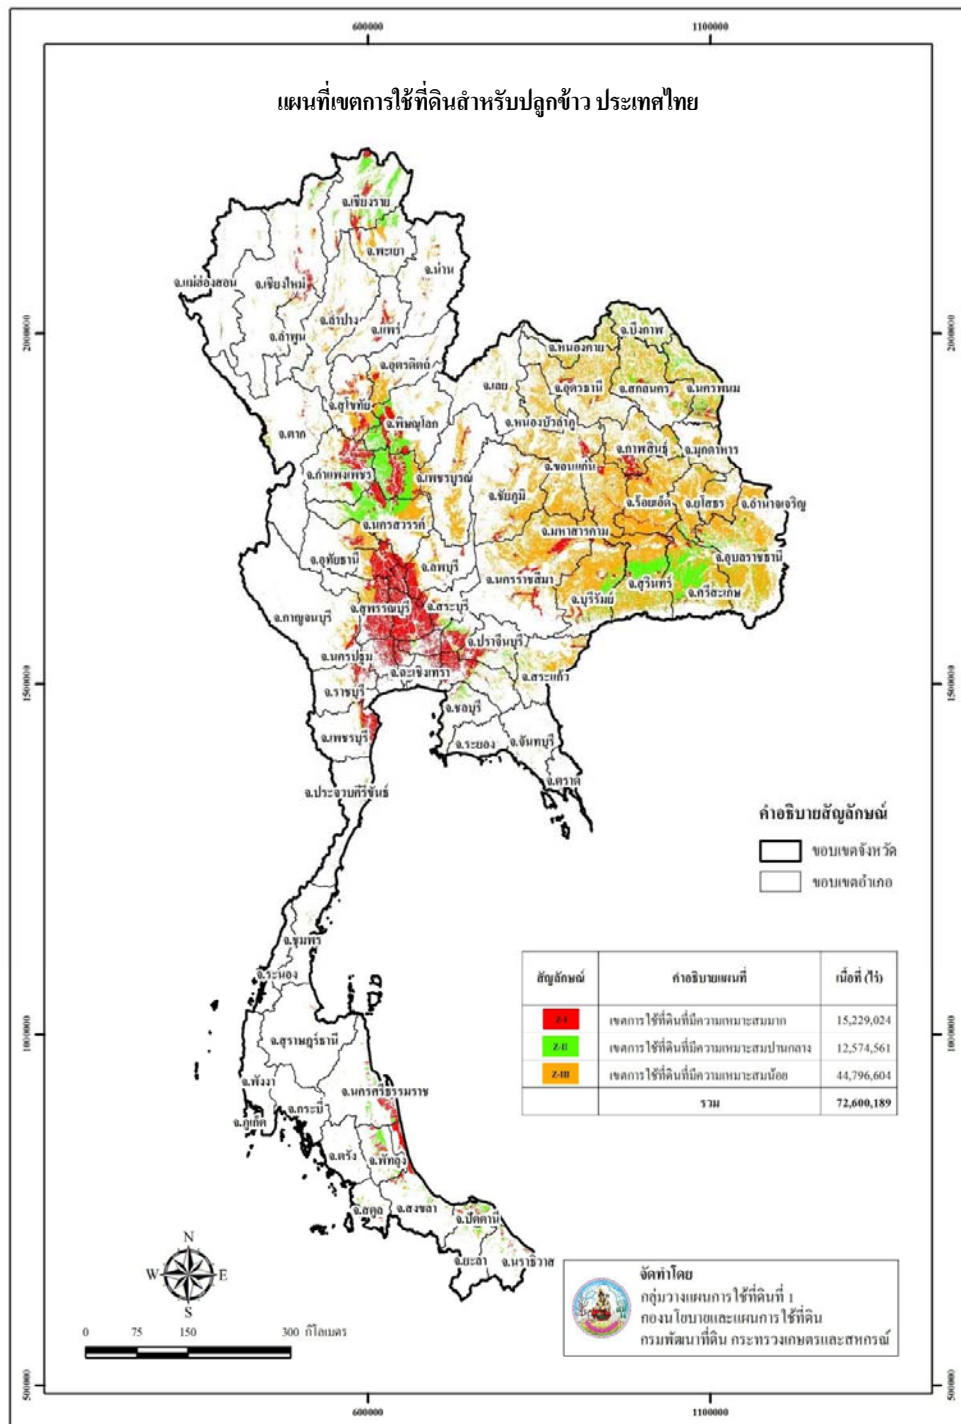 600000
1100000
แผนที่เขตการใช้ที่ดินสำหรับปลูกข้าว ประเทศไทย
2000000
2000000
1500000
1500000
1000000
1000000
500000
500000
จ.เชียงราย
จ.พะเยา
จ.น่าน
จ.แม่ฮ่องสอน
จ.เชียงใหม่
จ.ลำปาง
จ.ลำพูน
จ.แพร่
จ.อุตรดิตถ์
จ.สุโขทัย
จ.พิษณุโลก
จ.ตาก
จ.กำแพงเพชร
จ.เพชรบูรณ์
จ.นครสวรรค์
จ.อุทัยธานี
จ.ลพบุรี
จ.บึงกาฬ
จ.หนองคาย
จ.เลย
จ.อุดรธานี
จ.สกลนคร
จ.นครพนม
จ.หนองบัวลำภู
จ.กาฬสินธุ์
จ.มุกดาหาร
จ.ขอนแก่น
จ.ชัยภูมิ
จ.ร้อยเอ็ด
จ.ยโสธร
จ.อำนาจเจริญ
จ.มหาสารคาม
จ.อุบลราชธานี
จ.นครราชสีมา
จ.บุรีรัมย์
จ.สุรินทร์
จ.ศรีสะเกษ
จ.สุพรรณบุรี
จ.สระบุรี
จ.กาญจนบุรี
จ.นครปฐม
จ.ปราจีนบุรี
จ.ฉะเชิงเทรา
จ.สระแก้ว
จ.ราชบุรี
จ.ชลบุรี
จ.เพชรบุรี
จ.ระยอง
จ.จันทบุรี
จ.ตราด
จ.ประจวบคีรีขันธ์
จ.ชุมพร
จ.ระนอง
จ.สุราษฎร์ธานี
จ.พังงา
จ.กระบี่
จ.ภูเก็ต
จ.นครศรีธรรมราช
จ.ตรัง
จ.พัทลุง
จ.สตูล
จ.สงขลา
จ.ปัตตานี
จ.ยะลา
จ.นราธิวาส
คำอธิบายสัญลักษณ์
ขอบเขตจังหวัด
ขอบเขตอำเภอ
สัญลักษณ์ คำอธิบายแผนที่ เนื้อที่ (ไร่)
Z-I เขตการใช้ที่ดินที่มีความเหมาะสมมาก 15,229,024
Z-II เขตการใช้ที่ดินที่มีความเหมาะสมปานกลาง 12,574,561
Z-III เขตการใช้ที่ดินที่มีความเหมาะสมน้อย 44,796,604
รวม 72,600,189
N
W E
S
0 75 150 300 กิโลเมตร
จัดทำโดย
กลุ่มวางแผนการใช้ที่ดินที่ 1
กองนโยบายและแผนการใช้ที่ดิน
กรมพัฒนาที่ดิน กระทรวงเกษตรและสหกรณ์
600000
1100000